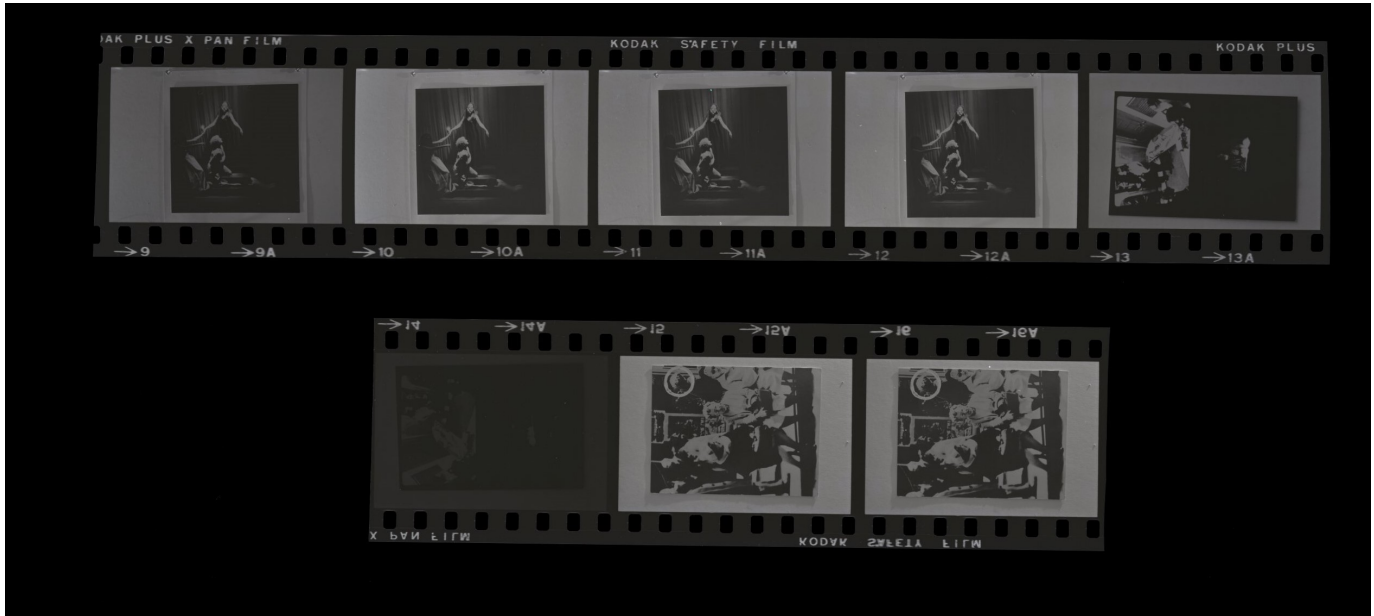 DAK PLUS X PAN FILM KODAK SAFETY FILM KODAK PLUS
→9 →9A →10 →10A →11 →11A →12 →12A →13 →13A
→14 →14A →15 →15A →16 →16A
X PAN FILM KODAK SAFETY FILM